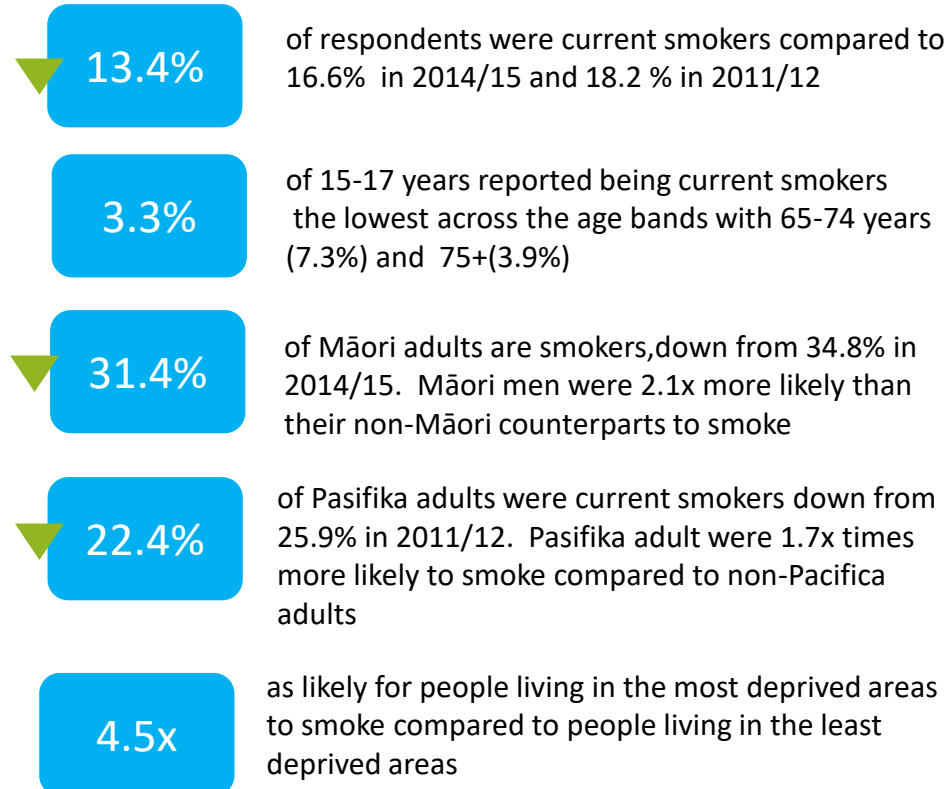 13.4%
of respondents were current smokers compared to
16.6% in 2014/15 and 18.2 % in 2011/12
3.3%
of 15-17 years reported being current smokers
the lowest across the age bands with 65-74 years
(7.3%) and 75+(3.9%)
31.4%
of Māori adults are smokers,down from 34.8% in
2014/15. Māori men were 2.1x more likely than
their non-Māori counterparts to smoke
22.4%
of Pasifika adults were current smokers down from
25.9% in 2011/12. Pasifika adult were 1.7x times
more likely to smoke compared to non-Pacifica
adults
4.5x
as likely for people living in the most deprived areas
to smoke compared to people living in the least
deprived areas